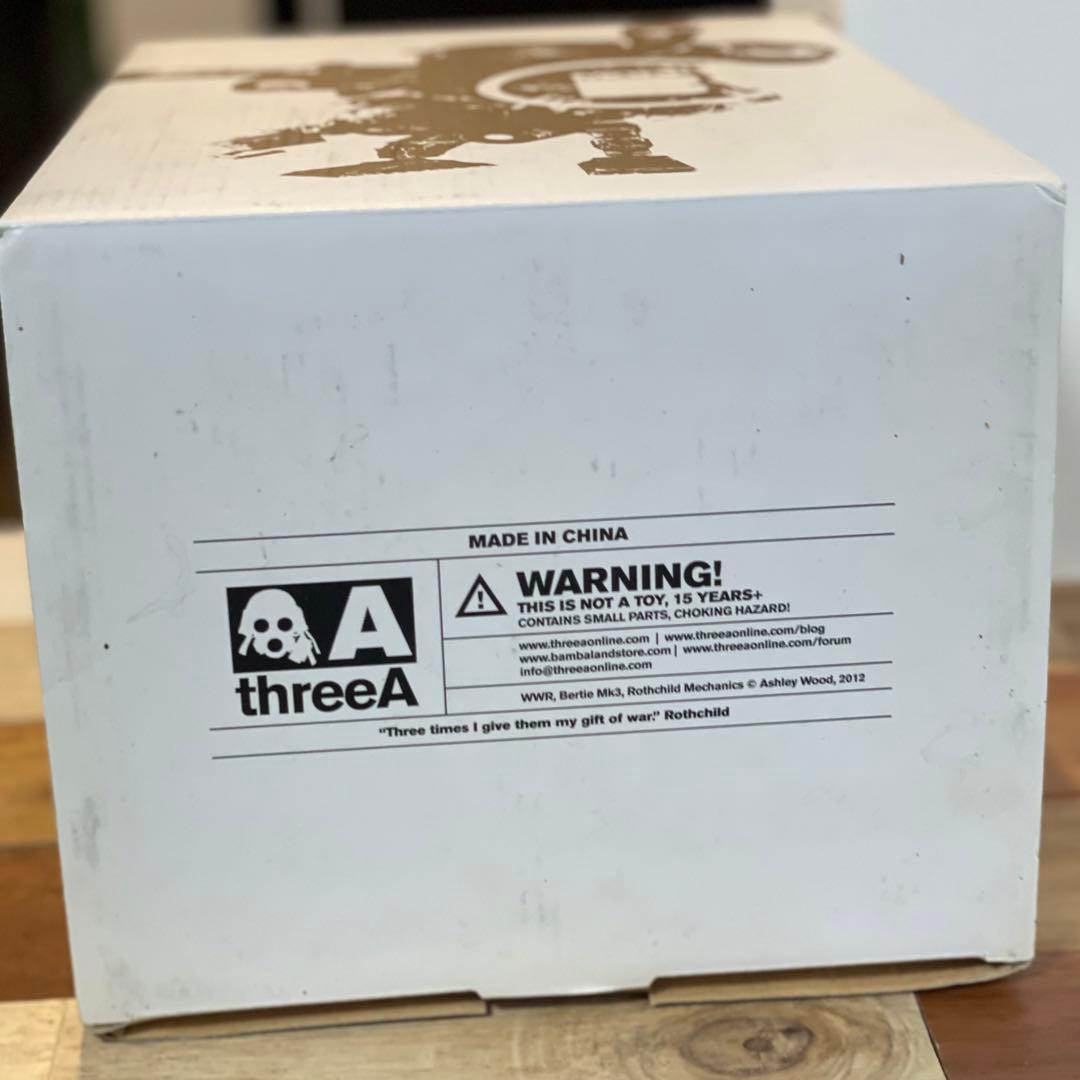 MADE IN CHINA
A
threeA
WARNING!
THIS IS NOT A TOY, 15 YEARS+
CONTAINS SMALL PARTS, CHOKING HAZARD!
www.threeaonline.com | www.threeaonline.com/blog
www.bambalandstore.com | www.threeaonline.com/forum
info@threeaonline.com
WWR, Bertie Mk3, Rothchild Mechanics © Ashley Wood, 2012
"Three times I give them my gift of war." Rothchild